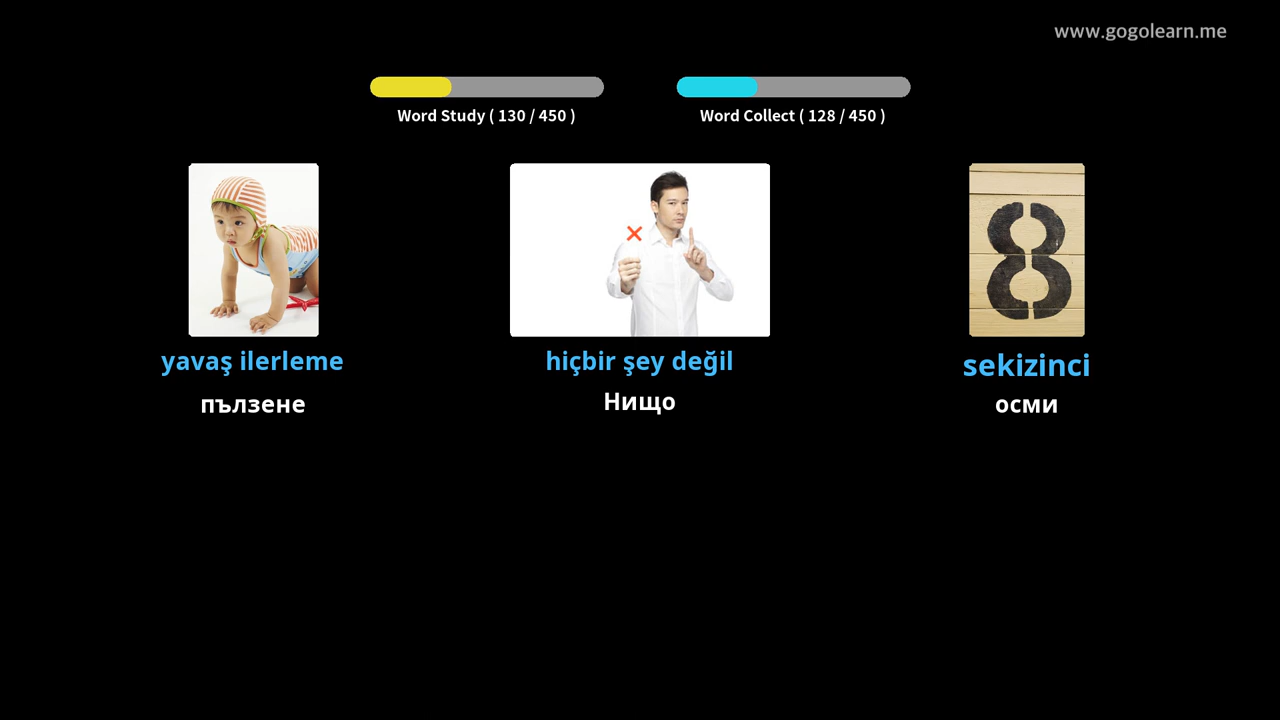 www.gogolearn.me
Word Study ( 130 / 450 )
Word Collect ( 128 / 450 )
8
yavaş ilerleme
hiçbir şey değil
sekizinci
пълзене
Нищо
осми